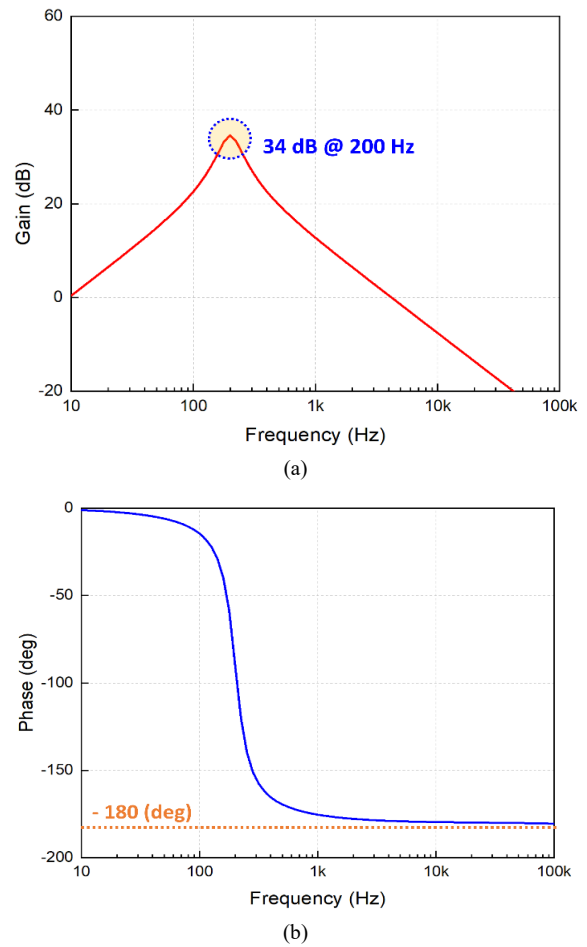 60
40
34 dB @ 200 Hz
20
0
-20
Gain (dB)
10
100
1k
10k
100k
Frequency (Hz)
(a)
0
-50
-100
-150
- 180 (deg)
-200
Phase (deg)
10
100
1k
10k
100k
Frequency (Hz)
(b)